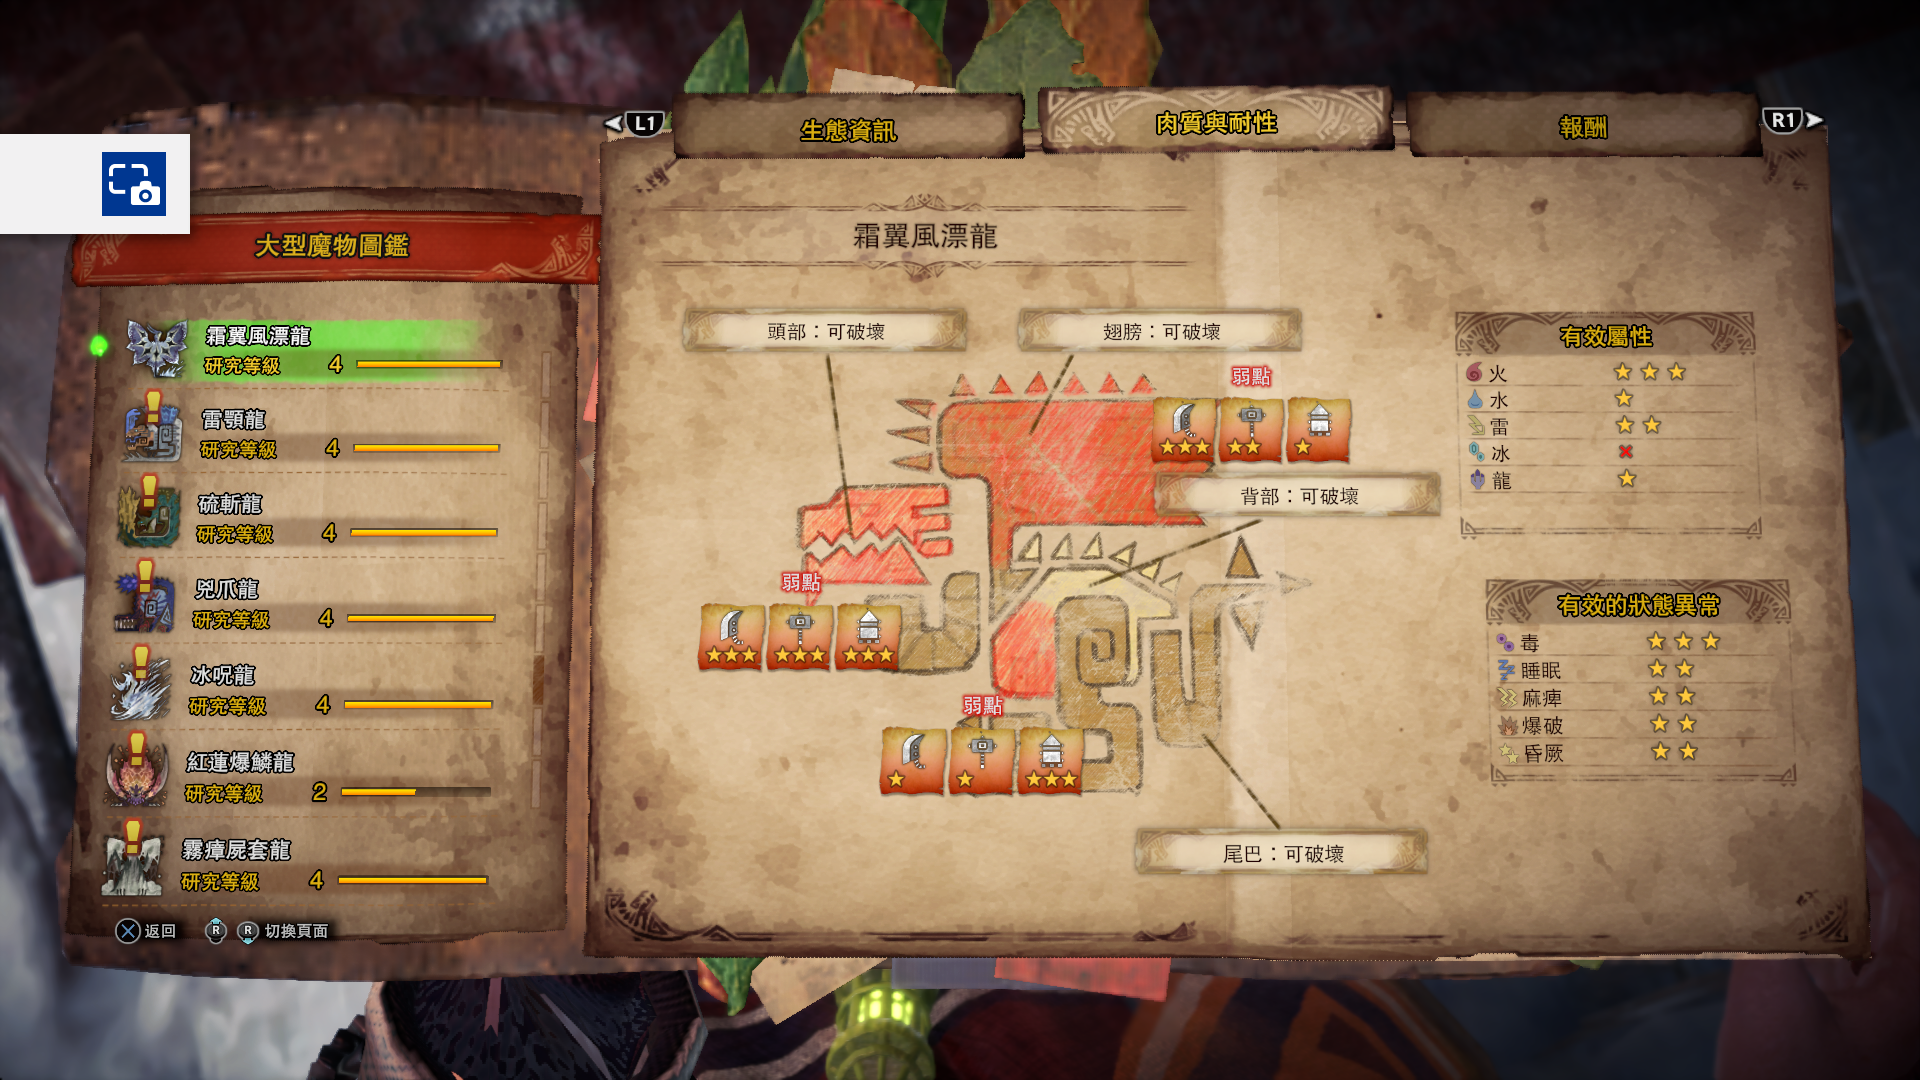 L1
生態資訊
肉質與耐性
報酬
R1
大型魔物圖鑑
霜翼風漂龍
研究等級 4
雷顎龍
研究等級 4
硫斬龍
研究等級 4
兇爪龍
研究等級 4
冰呪龍
研究等級 4
紅蓮爆鱗龍
研究等級 2
霧瘴屍套龍
研究等級 4
返回 R R 切換頁面
霜翼風漂龍
頭部：可破壞
翅膀：可破壞
弱點
背部：可破壞
弱點
弱點
尾巴：可破壞
有效屬性
火
水
雷
冰
龍
有效的狀態異常
毒
睡眠
麻痺
爆破
昏厥